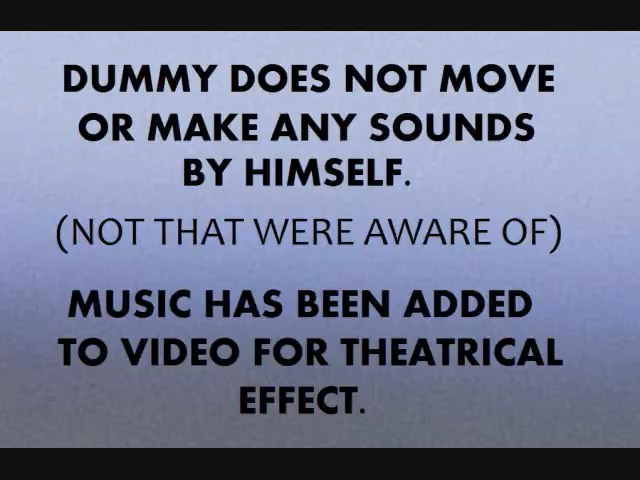 DUMMY DOES NOT MOVE
OR MAKE ANY SOUNDS
BY HIMSELF.
(NOT THAT WERE AWARE OF)
MUSIC HAS BEEN ADDED
TO VIDEO FOR THEATRICAL
EFFECT.